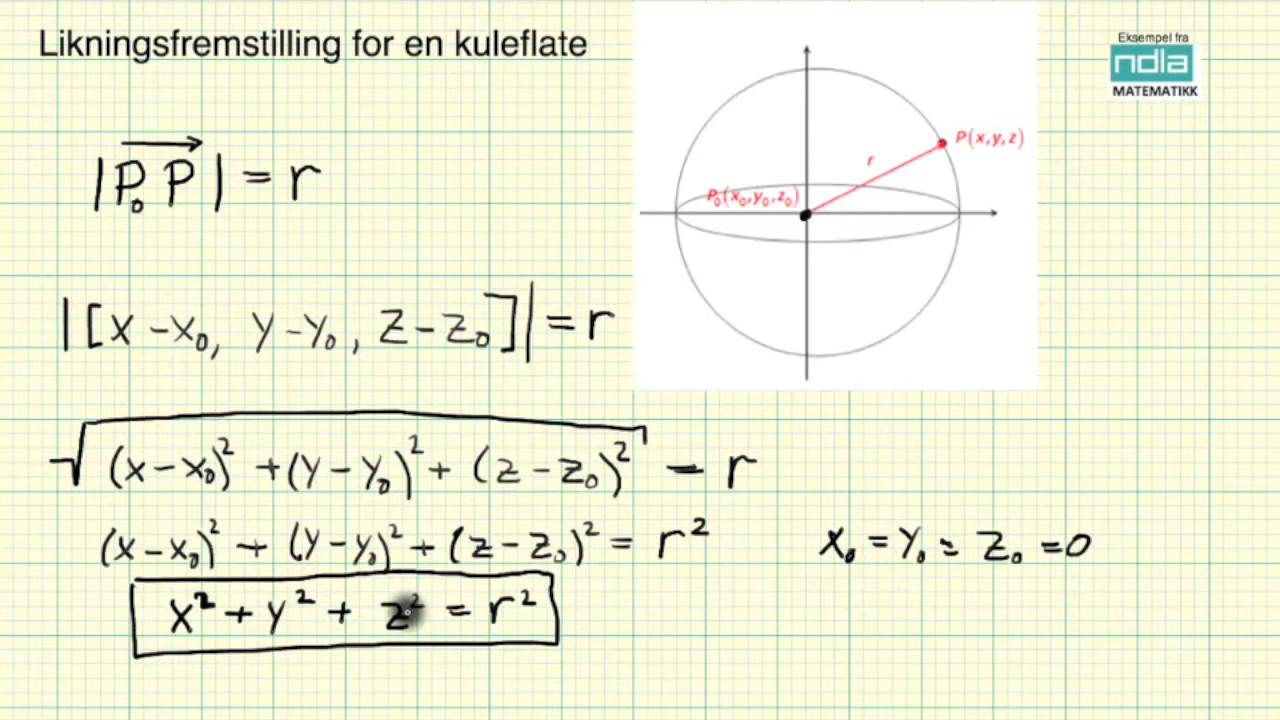 Likningsfremstilling for en kuleflate
Eksempel fra
ndla
MATEMATIKK
|P₀P⃗| = r
P(x,y,z)
r
P₀(x₀,y₀,z₀)
|[x-x₀, y-y₀, z-z₀]| = r
√(x-x₀)² + (y-y₀)² + (z-z₀)² = r
(x-x₀)² + (y-y₀)² + (z-z₀)² = r²
x₀ = y₀ = z₀ = 0
x² + y² + z² = r²